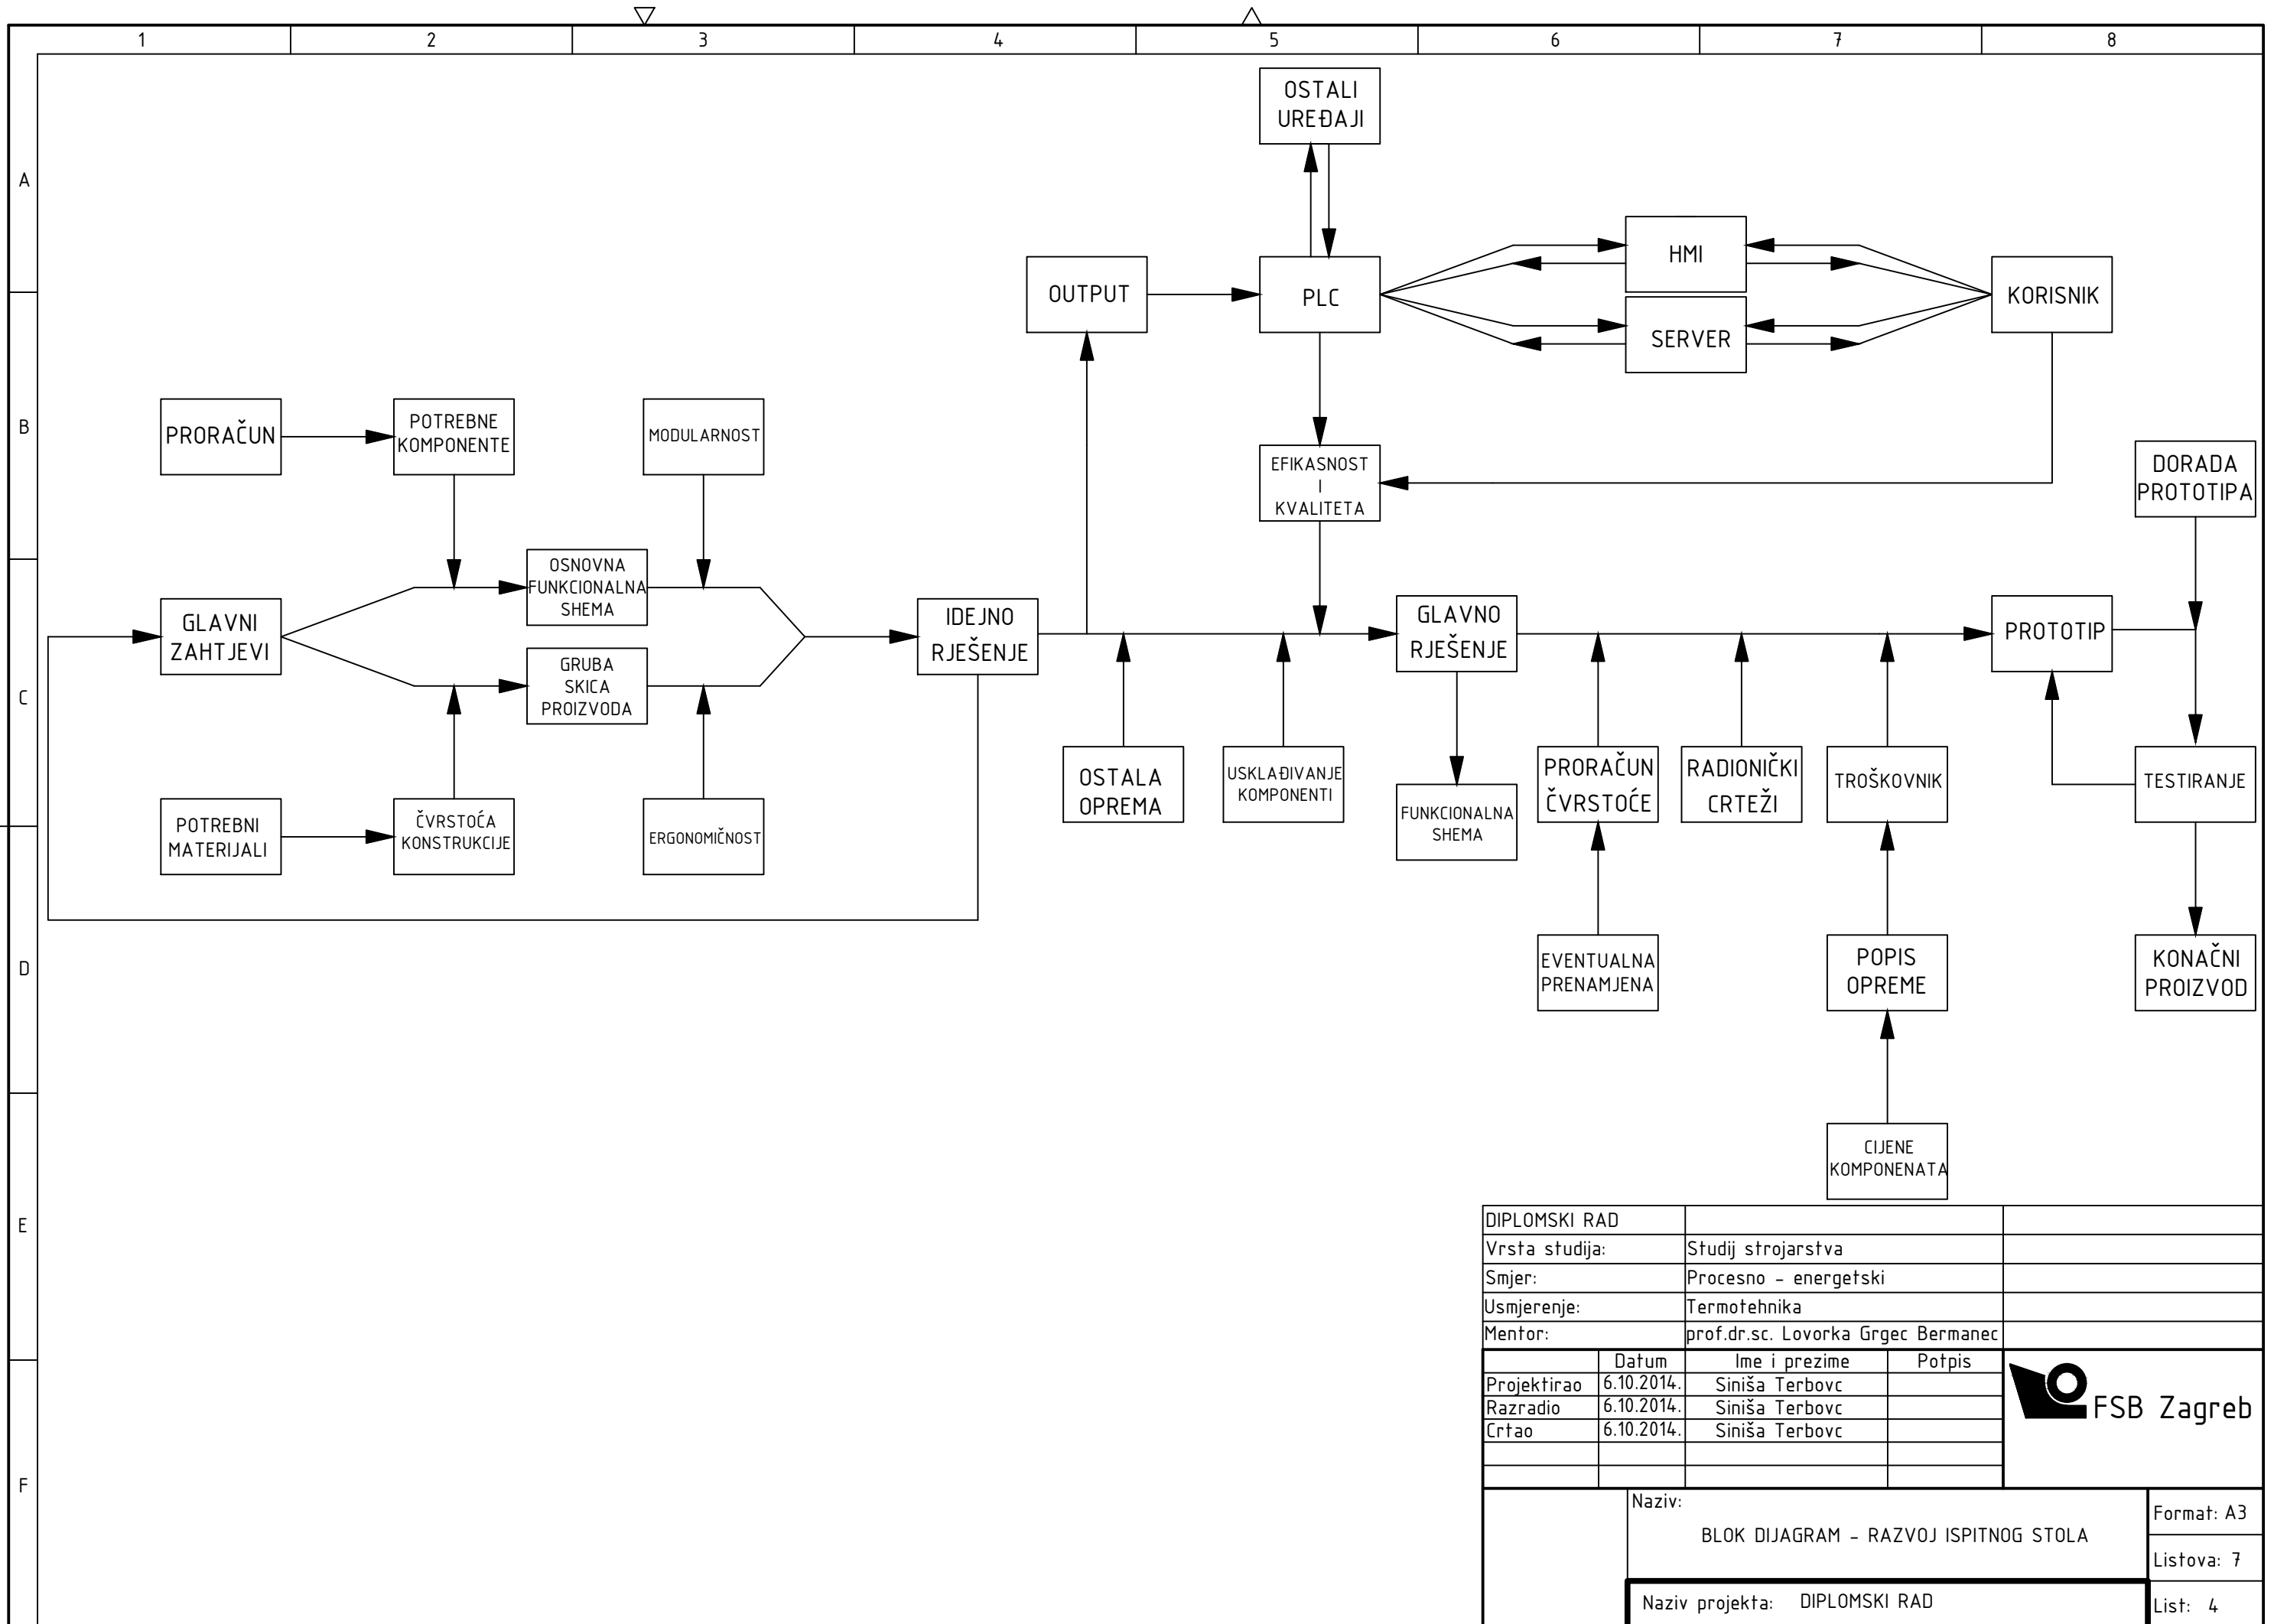 1 2 3 4 5 6 7 8
A
B
C
D
E
F
OSTALI
UREĐAJI
OUTPUT
PLC
HMI
SERVER
KORISNIK
PRORAČUN
POTREBNE
KOMPONENTE
MODULARNOST
EFIKASNOST
I
KVALITETA
DORADA
PROTOTIPA
GLAVNI
ZAHTJEVI
OSNOVNA
FUNKCIONALNA
SHEMA
GRUBA
SKICA
PROIZVODA
IDEJNO
RJEŠENJE
GLAVNO
RJEŠENJE
PROTOTIP
POTREBNI
MATERIJALI
ČVRSTOĆA
KONSTRUKCIJE
ERGONOMIČNOST
OSTALA
OPREMA
USKLAĐIVANJE
KOMPONENTI
FUNKCIONALNA
SHEMA
PRORAČUN
ČVRSTOĆE
RADIONIČKI
CRTEŽI
TROŠKOVNIK
TESTIRANJE
EVENTUALNA
PRENAMJENA
POPIS
OPREME
KONAČNI
PROIZVOD
CIJENE
KOMPONENATA
DIPLOMSKI RAD
Vrsta studija: Studij strojarstva
Smjer: Procesno - energetski
Usmjerenje: Termotehnika
Mentor: prof.dr.sc. Lovorka Grgec Bermanec
Datum Ime i prezime Potpis
Projektirao 6.10.2014. Siniša Terbovc
Razradio 6.10.2014. Siniša Terbovc
Crtao 6.10.2014. Siniša Terbovc
FSB Zagreb
Naziv:
BLOK DIJAGRAM - RAZVOJ ISPITNOG STOLA
Format: A3
Listova: 7
Naziv projekta: DIPLOMSKI RAD
List: 4